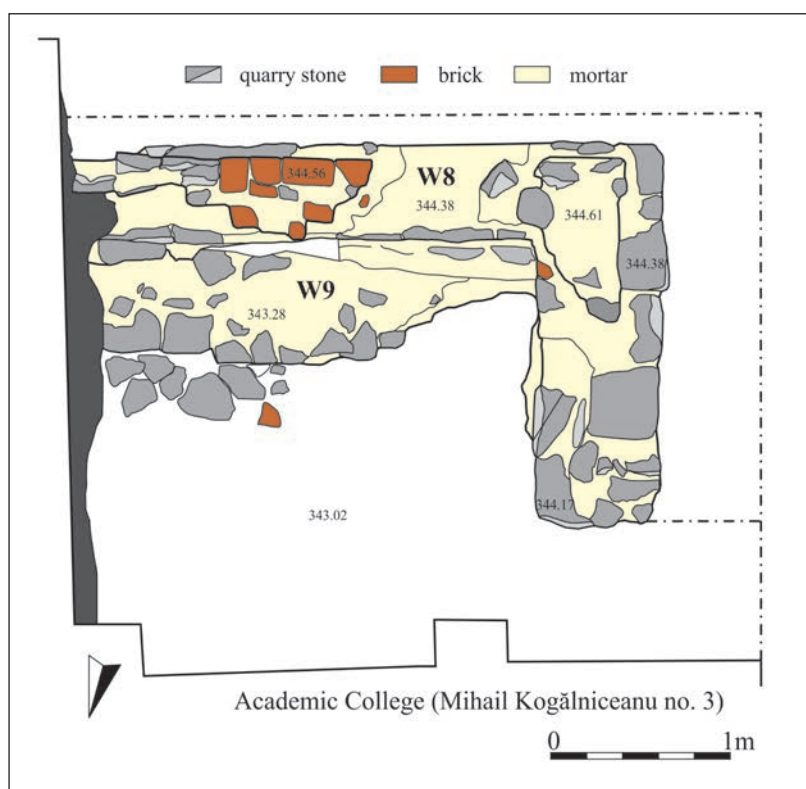 quarry stone brick mortar
344.56
W8
344.38
344.61
344.38
W9
343.28
344.17
343.02
Academic College (Mihail Kogălniceanu no. 3)
0 1m